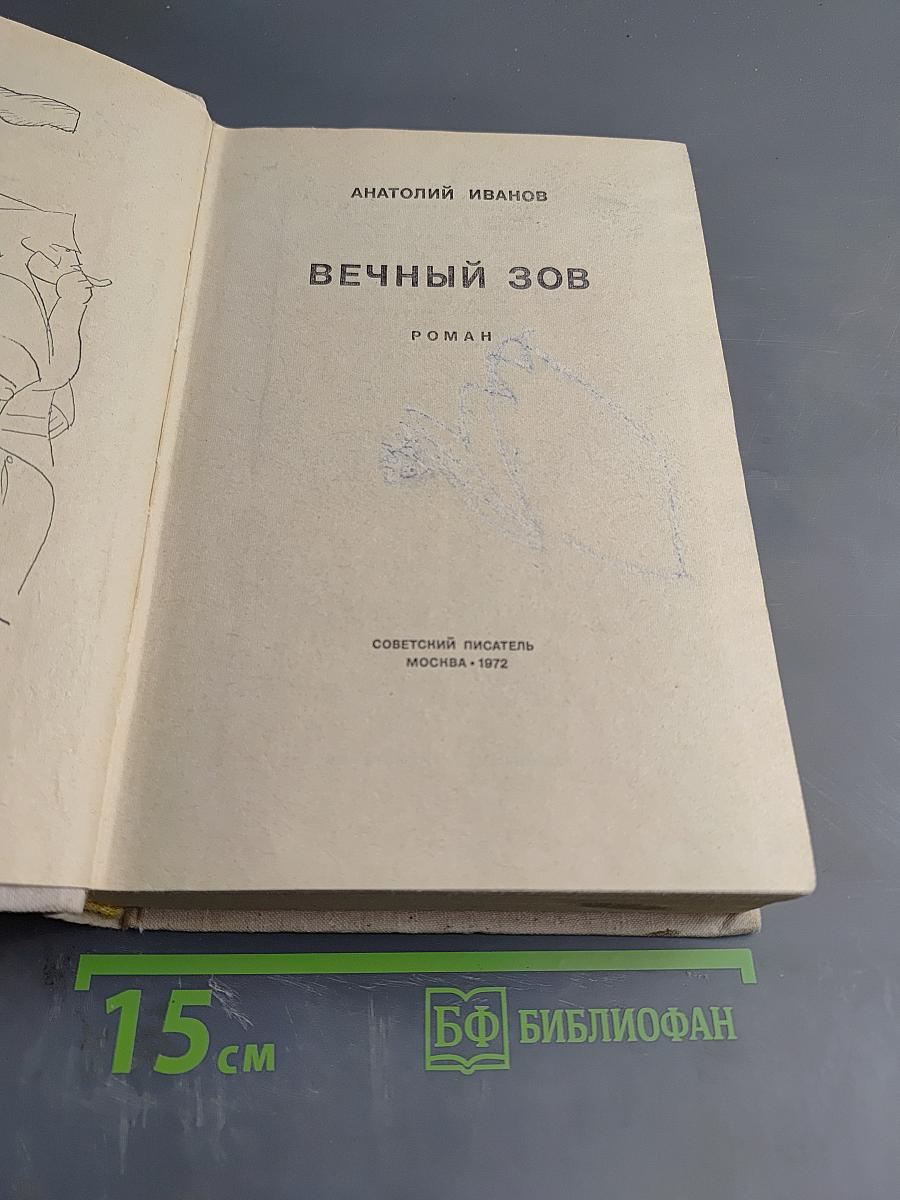 АНАТОЛИЙ ИВАНОВ
ВЕЧНЫЙ ЗОВ
РОМАН
СОВЕТСКИЙ ПИСАТЕЛЬ
МОСКВА • 1972
15 см
БФ БИБЛИОФАН